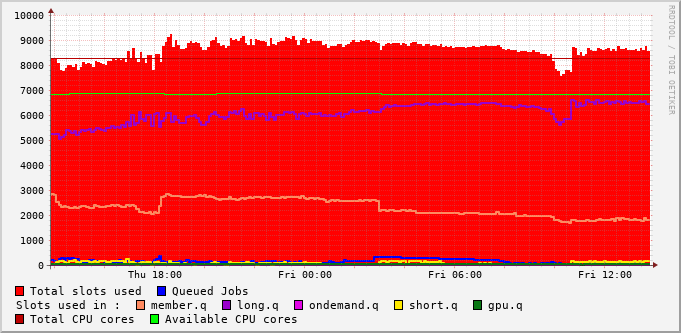 RRDTOOL / TOBI OETIKER
10000
9000
8000
7000
6000
5000
4000
3000
2000
1000
0
Thu 18:00 Fri 00:00 Fri 06:00 Fri 12:00
Total slots used Queued Jobs
Slots used in : member.q long.q ondemand.q short.q gpu.q
Total CPU cores Available CPU cores